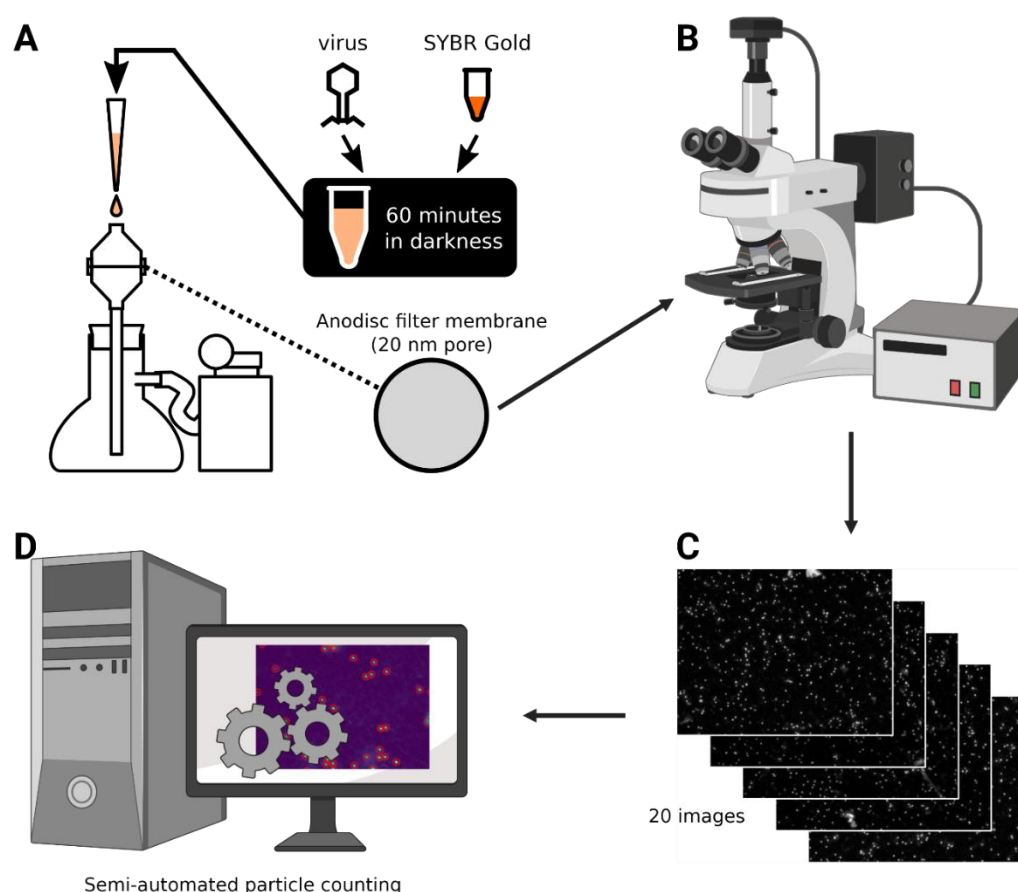 A
virus
SYBR Gold
60 minutes
in darkness
Anodisc filter membrane
(20 nm pore)
B
C
20 images
D
Semi-automated particle counting